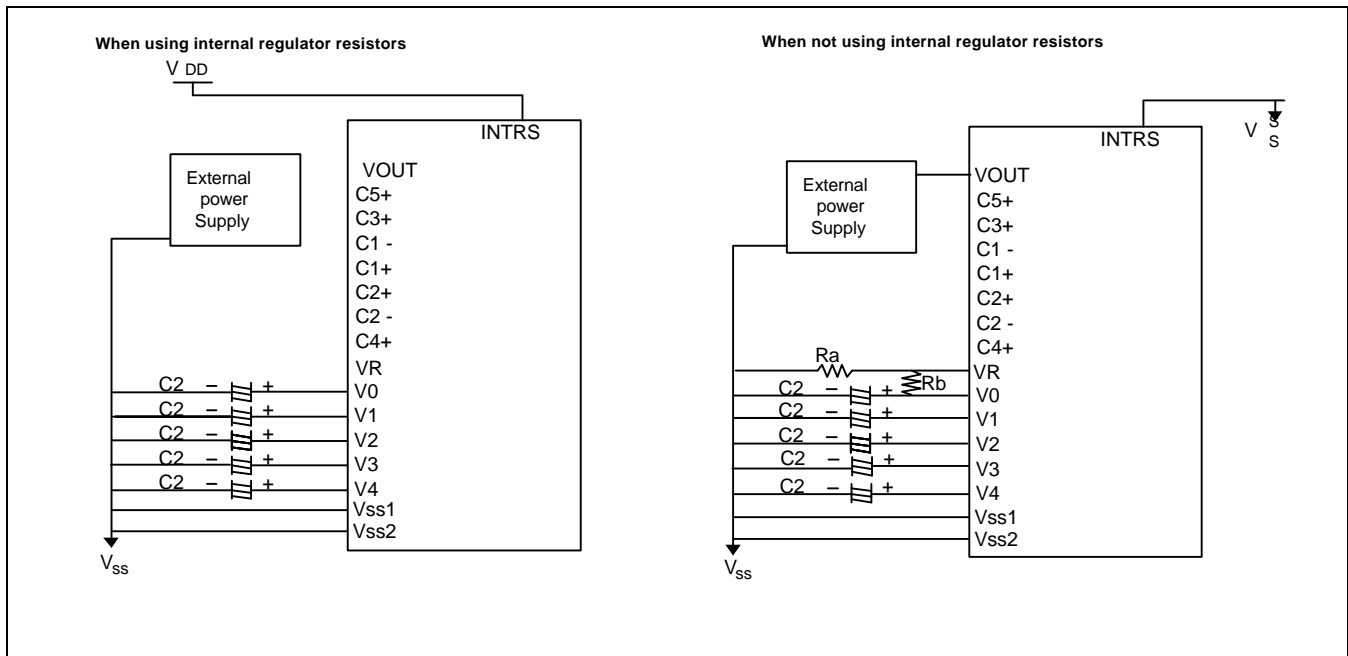 When using internal regulator resistors
V DD
INTRS
External
power
Supply
VOUT
C5+
C3+
C1 -
C1+
C2+
C2 -
C4+
VR
C2 – + V0
C2 – + V1
C2 – + V2
C2 – + V3
C2 – + V4
Vss1
Vss2
Vss
When not using internal regulator resistors
V SS
INTRS
External
power
Supply
VOUT
C5+
C3+
C1 -
C1+
C2+
C2 -
C4+
Ra
VR
Rb
C2 – + V0
C2 – + V1
C2 – + V2
C2 – + V3
C2 – + V4
Vss1
Vss2
Vss